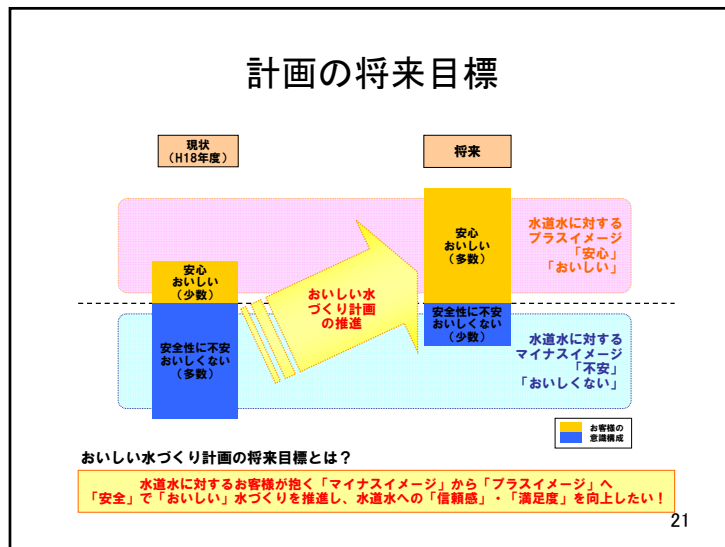 計画の将来目標
現状
（H18年度）
将来
安心
おいしい
（多数）
水道水に対する
プラスイメージ
「安心」
「おいしい」
安心
おいしい
（少数）
おいしい水
づくり計画
の推進
安全性に不安
おいしくない
（少数）
安全性に不安
おいしくない
（多数）
水道水に対する
マイナスイメージ
「不安」
「おいしくない」
お客様の
意識構成
おいしい水づくり計画の将来目標とは？
水道水に対するお客様が抱く「マイナスイメージ」から「プラスイメージ」へ
「安全」で「おいしい」水づくりを推進し、水道水への「信頼感」・「満足度」を向上したい！
21